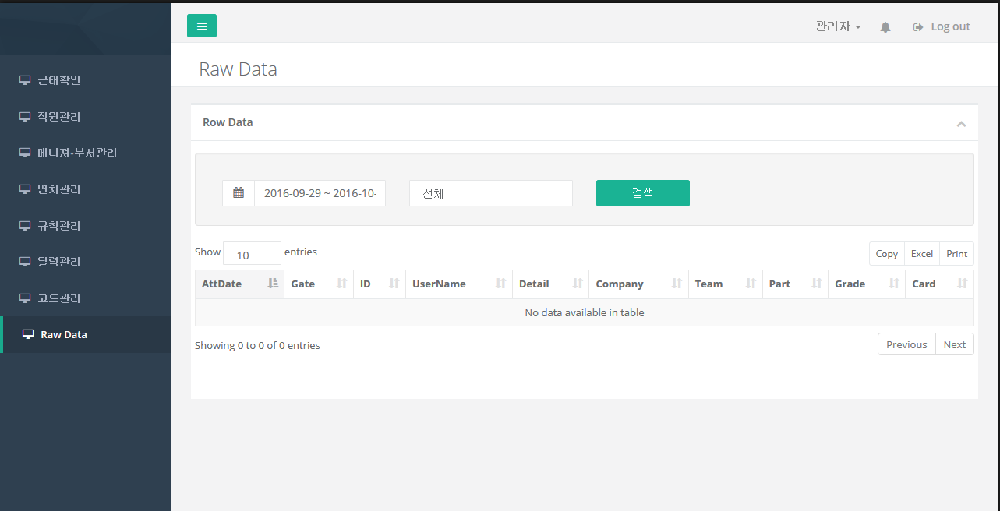 관리자
Log out
Raw Data
근태확인
직원관리
메니져-부서관리
연차관리
규칙관리
달력관리
코드관리
Raw Data
Row Data
2016-09-29 ~ 2016-10-
전체
검색
Show 10 entries
Copy Excel Print
AttDate Gate ID UserName Detail Company Team Part Grade Card
No data available in table
Showing 0 to 0 of 0 entries
Previous Next